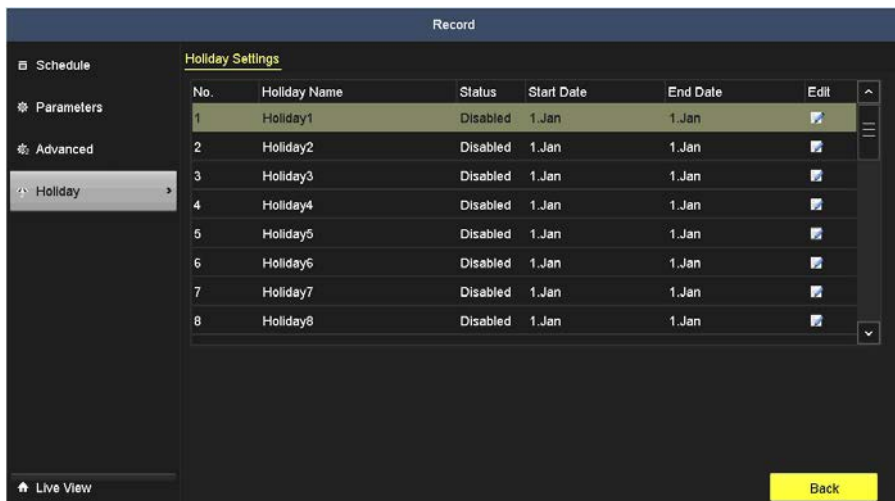 Record
Schedule
Parameters
Advanced
Holiday
Live View
Holiday Settings
No. Holiday Name Status Start Date End Date Edit
1 Holiday1 Disabled 1.Jan 1.Jan
2 Holiday2 Disabled 1.Jan 1.Jan
3 Holiday3 Disabled 1.Jan 1.Jan
4 Holiday4 Disabled 1.Jan 1.Jan
5 Holiday5 Disabled 1.Jan 1.Jan
6 Holiday6 Disabled 1.Jan 1.Jan
7 Holiday7 Disabled 1.Jan 1.Jan
8 Holiday8 Disabled 1.Jan 1.Jan
Back